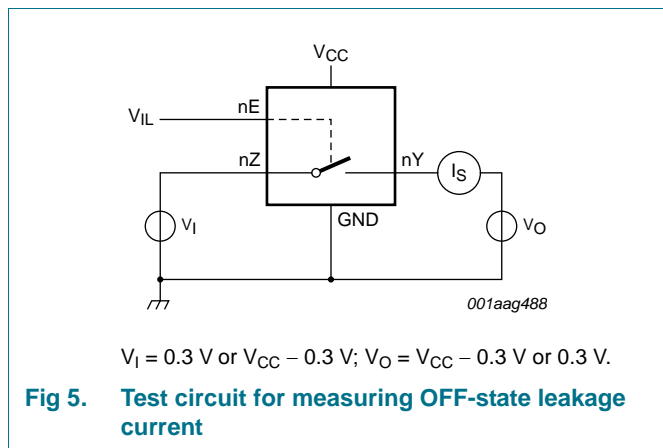 VCC
VIL
nE
nZ
nY
IS
VI
GND
VO
001aag488
VI = 0.3 V or VCC − 0.3 V; VO = VCC − 0.3 V or 0.3 V.
Fig 5. Test circuit for measuring OFF-state leakage
current